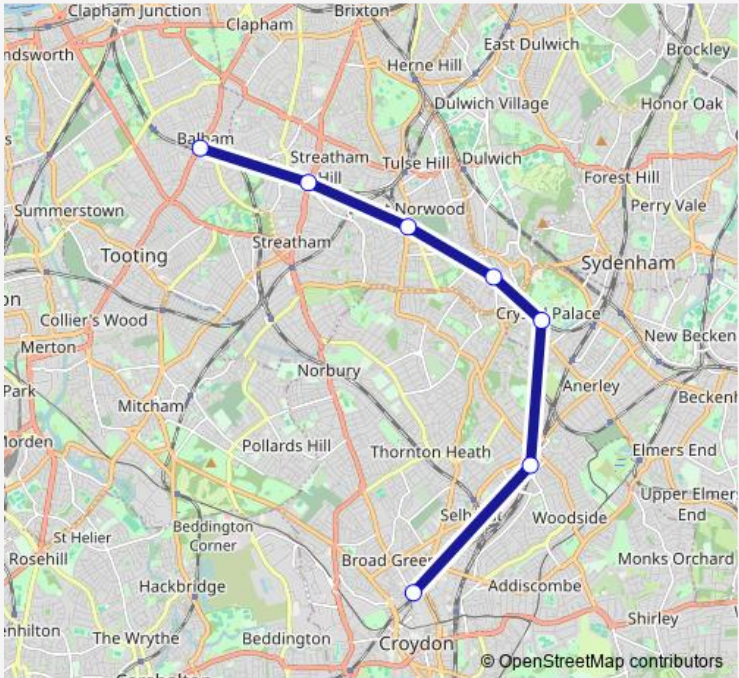 Clapham Junction
Brixton
Clapham
East Dulwich
Brockley
ndsworth
Herne Hill
Dulwich Village
Honor Oak
s
Balham
Streatham
Hill
Tulse Hill
Dulwich
Forest Hill
Summerstown
Norwood
Perry Vale
Streatham
Tooting
Sydenham
on
Collier's Wood
Palace
Merton
New Becken
Norbury
Park
Anerley
Mitcham
Beckenh
Morden
Pollards Hill
Thornton Heath
Elmers End
Upper Elmers
End
Woodside
St Helier
Beddington
Corner
Rosehill
Broad Green
Monks Orchard
Hackbridge
Addiscombe
Shirley
enhilton
The Wrythe
Beddington
Croydon
© OpenStreetMap contributors